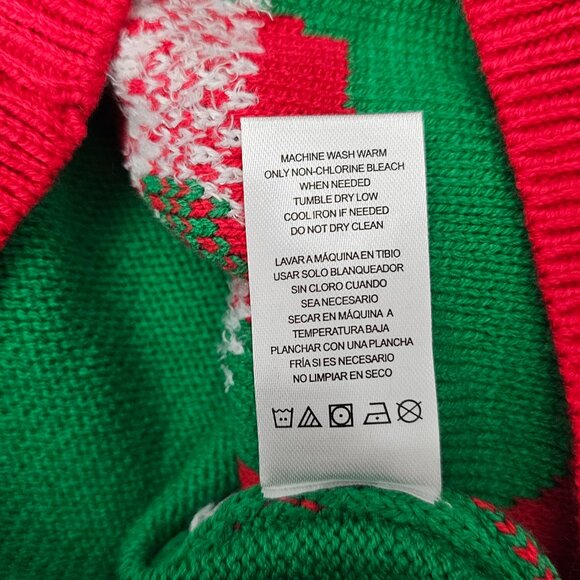 MACHINE WASH WARM
ONLY NON-CHLORINE BLEACH
WHEN NEEDED
TUMBLE DRY LOW
COOL IRON IF NEEDED
DO NOT DRY CLEAN
LAVAR A MÁQUINA EN TIBIO
USAR SOLO BLANQUEADOR
SIN CLORO CUANDO
SEA NECESARIO
SECAR EN MÁQUINA A
TEMPERATURA BAJA
PLANCHAR CON UNA PLANCHA
FRÍA SI ES NECESARIO
NO LIMPIAR EN SECO